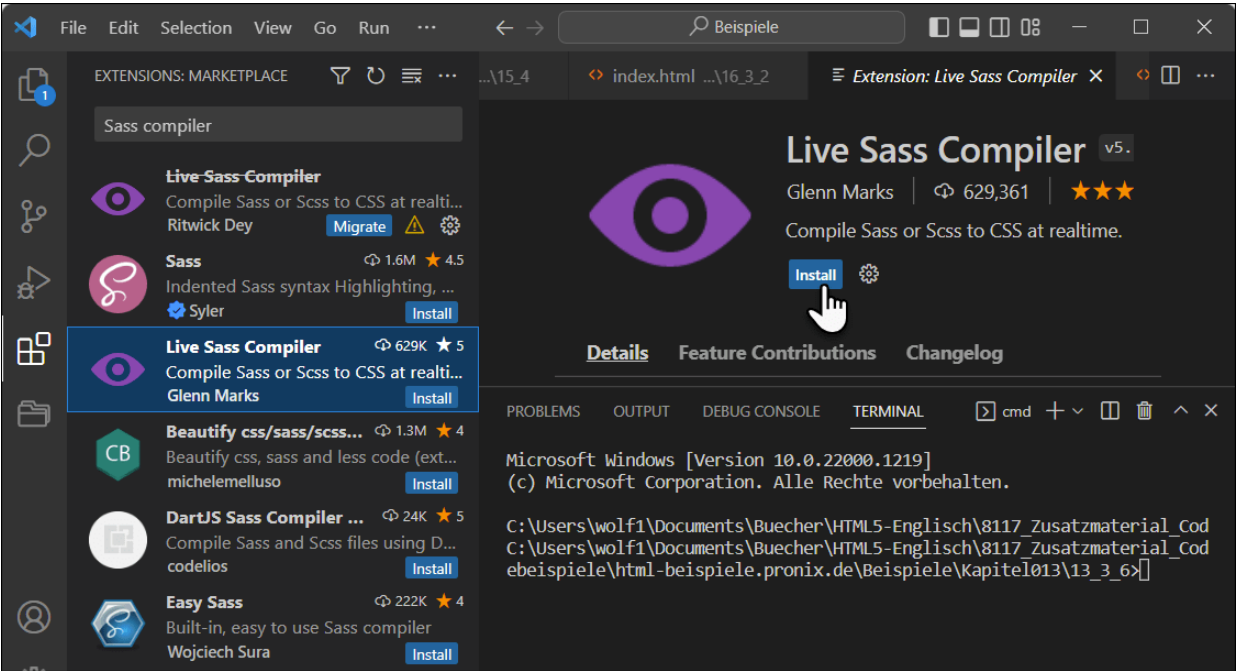 File Edit Selection View Go Run ···
Beispiele
EXTENSIONS: MARKETPLACE
1
Sass compiler
Live Sass Compiler
Compile Sass or Scss to CSS at realti...
Ritwick Dey Migrate
Sass 1.6M 4.5
Indented Sass syntax Highlighting, ...
Syler Install
Live Sass Compiler 629K 5
Compile Sass or Scss to CSS at realti...
Glenn Marks Install
CB
Beautify css/sass/scss... 1.3M 4
Beautify css, sass and less code (ext...
michelemelluso Install
DartJS Sass Compiler ... 24K 5
Compile Sass and Scss files using D...
codelios Install
Easy Sass 222K 4
Built-in, easy to use Sass compiler
Wojciech Sura Install
...\15_4 index.html ...\16_3_2 Extension: Live Sass Compiler
Live Sass Compiler v5.
Glenn Marks 629,361
Compile Sass or Scss to CSS at realtime.
Install
Details Feature Contributions Changelog
PROBLEMS OUTPUT DEBUG CONSOLE TERMINAL cmd
Microsoft Windows [Version 10.0.22000.1219]
(c) Microsoft Corporation. Alle Rechte vorbehalten.
C:\Users\wolf1\Documents\Buecher\HTML5-Englisch\8117_Zusatzmaterial_Cod
C:\Users\wolf1\Documents\Buecher\HTML5-Englisch\8117_Zusatzmaterial_Cod
ebeispiele\html-beispiele.pronix.de\Beispiele\Kapitel013\13_3_6>